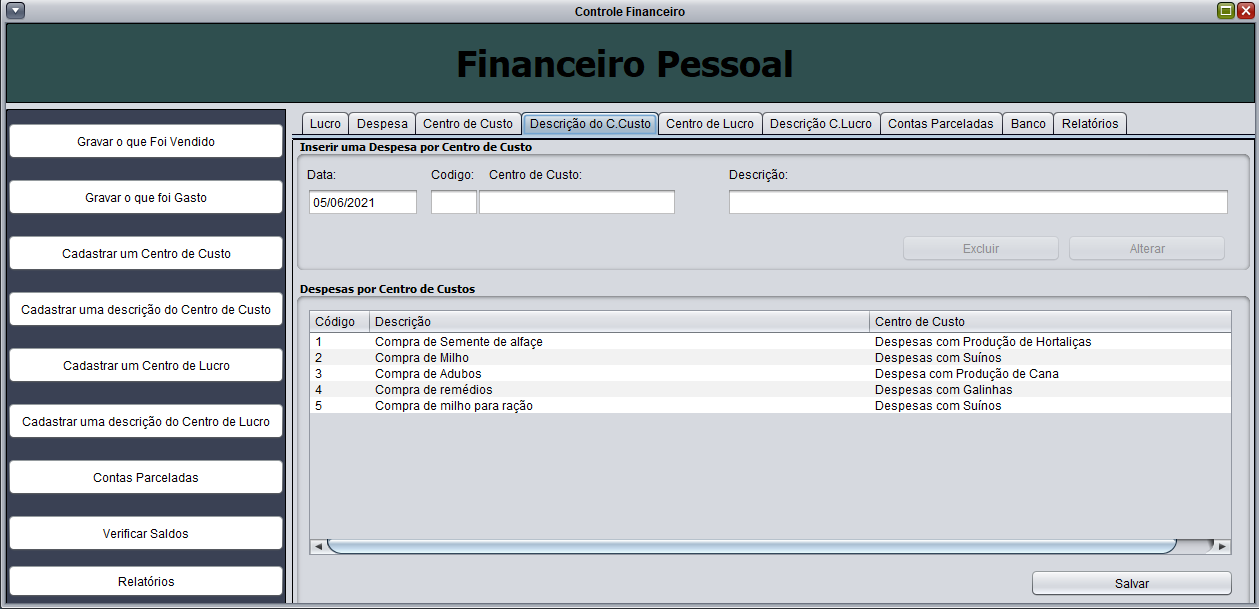 Controle Financeiro
Financeiro Pessoal
Gravar o que Foi Vendido
Gravar o que foi Gasto
Cadastrar um Centro de Custo
Cadastrar uma descrição do Centro de Custo
Cadastrar um Centro de Lucro
Cadastrar uma descrição do Centro de Lucro
Contas Parceladas
Verificar Saldos
Relatórios
Lucro Despesa Centro de Custo Descrição do C.Custo Centro de Lucro Descrição C.Lucro Contas Parceladas Banco Relatórios
Inserir uma Despesa por Centro de Custo
Data: Codigo: Centro de Custo: Descrição:
05/06/2021
Excluir Alterar
Despesas por Centro de Custos
Código Descrição Centro de Custo
1 Compra de Semente de alfaçe Despesas com Produção de Hortaliças
2 Compra de Milho Despesas com Suínos
3 Compra de Adubos Despesa com Produção de Cana
4 Compra de remédios Despesas com Galinhas
5 Compra de milho para ração Despesas com Suínos
Salvar